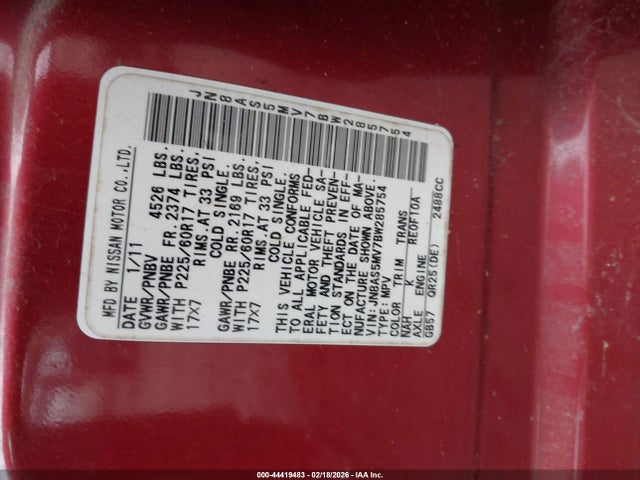 MFD BY NISSAN MOTOR CO.,LTD.
DATE 1/11
GVWR/PNBV 4526 LBS.
GAWR/PNBE FR.2374 LBS.
WITH P225/60R17 TIRES,
17X7 RIMS.AT 33 PSI
COLD SINGLE.
GAWR/PNBE RR.2169 LBS.
WITH P225/60R17 TIRES,
17X7 RIMS.AT 33 PSI
COLD SINGLE.
THIS VEHICLE CONFORMS
TO ALL APPLICABLE FED-
ERAL MOTOR VEHICLE SA-
FETY AND THEFT PREVEN-
TION STANDARDS IN EFF-
ECT ON THE DATE OF MA-
NUFACTURE SHOWN ABOVE.
VIN:JN8AS5MV7BW285754
TYPE:MPV
COLOR TRIM TRANS
NAH K RE0F10A
AXLE ENGINE
GB57 QR25(DE) 2488CC
JN8AS5MV7BW285754
000-44419483 - 02/18/2026 - IAA Inc.